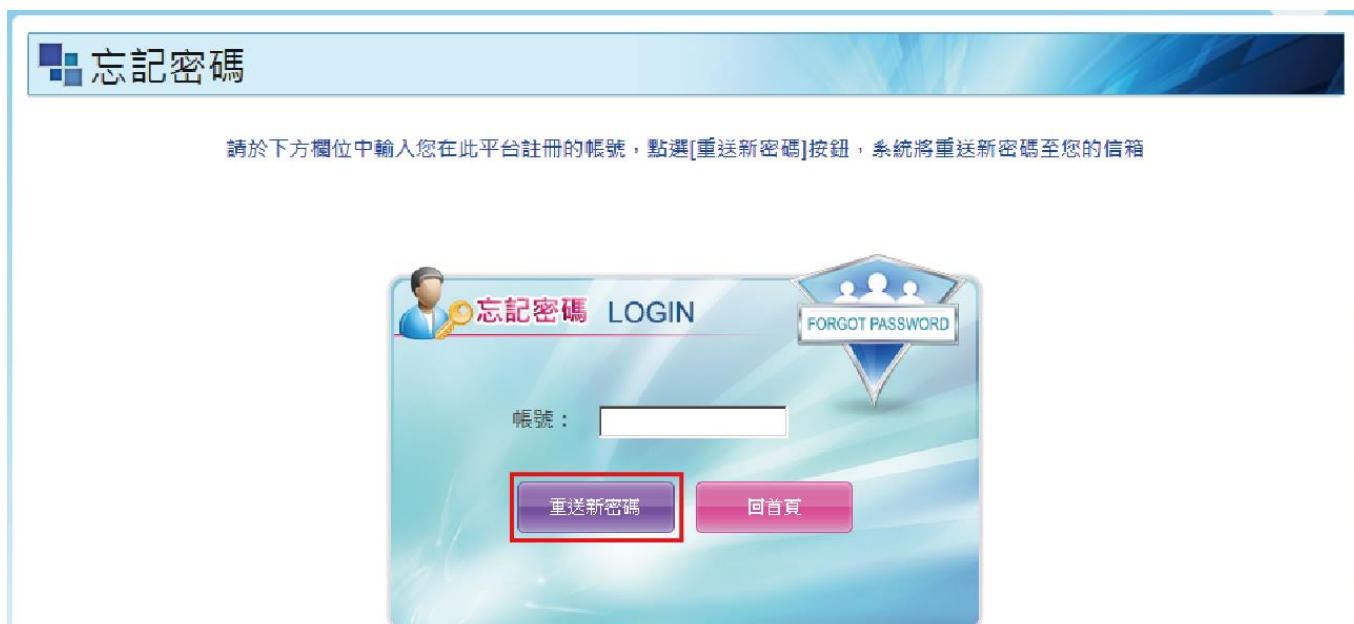 忘記密碼
請於下方欄位中輸入您在此平台註冊的帳號，點選[重送新密碼]按鈕，系統將重送新密碼至您的信箱
忘記密碼 LOGIN
FORGOT PASSWORD
帳號：
重送新密碼 回首頁